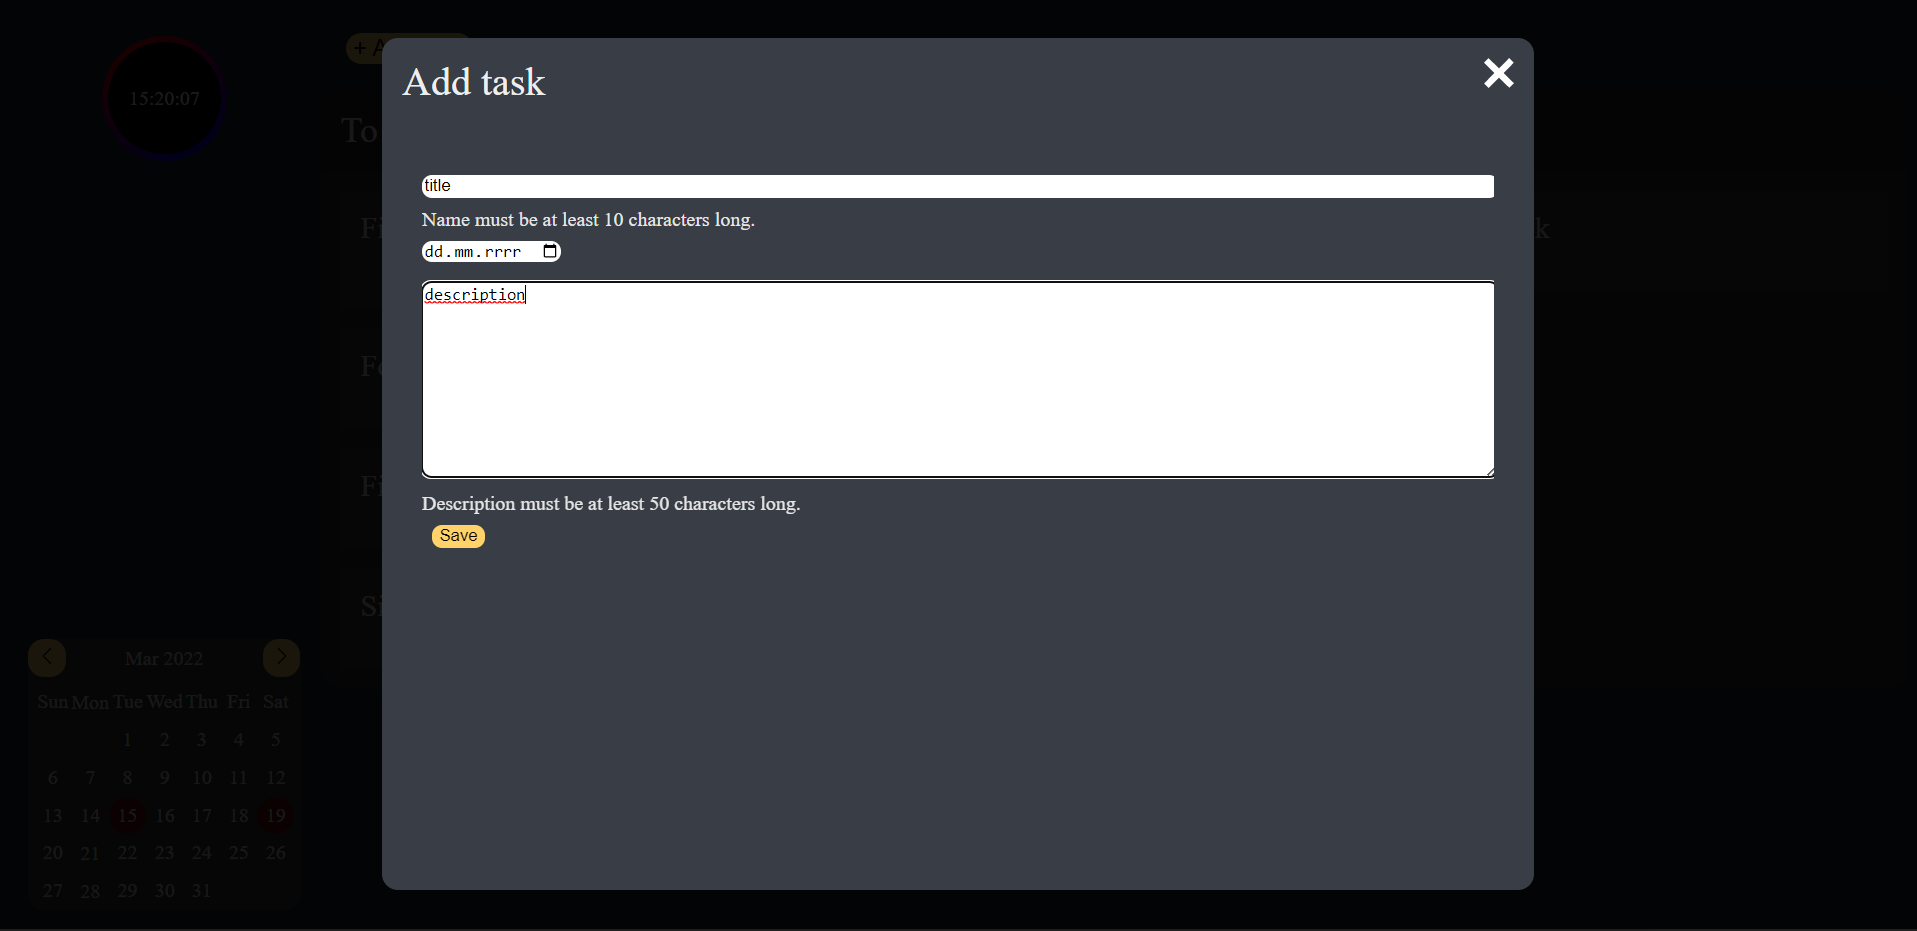 15:20:07
+ A
Add task
To
title
Name must be at least 10 characters long.
dd.mm.rrrr
description
Description must be at least 50 characters long.
Save
Fi
k
Fo
Fi
Si
Mar 2022
Sun Mon Tue Wed Thu Fri Sat
1 2 3 4 5
6 7 8 9 10 11 12
13 14 15 16 17 18 19
20 21 22 23 24 25 26
27 28 29 30 31